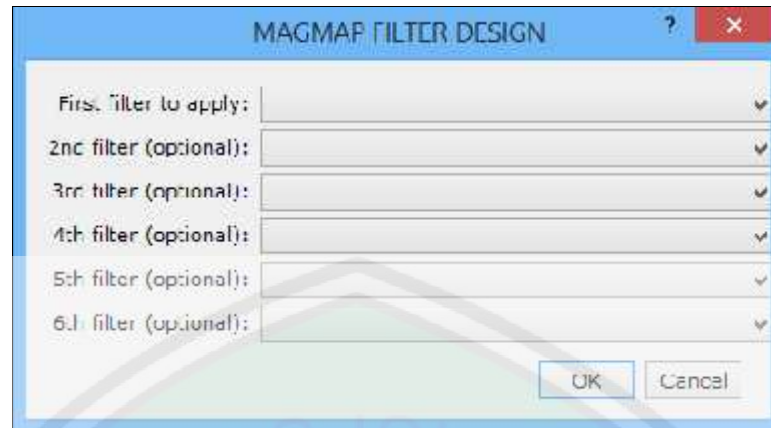 MAGMAP FILTER DESIGN ?
First filter to apply:
2nd filter (optional):
3rd filter (optional):
4th filter (optional):
5th filter (optional):
6th filter (optional):
OK Cancel